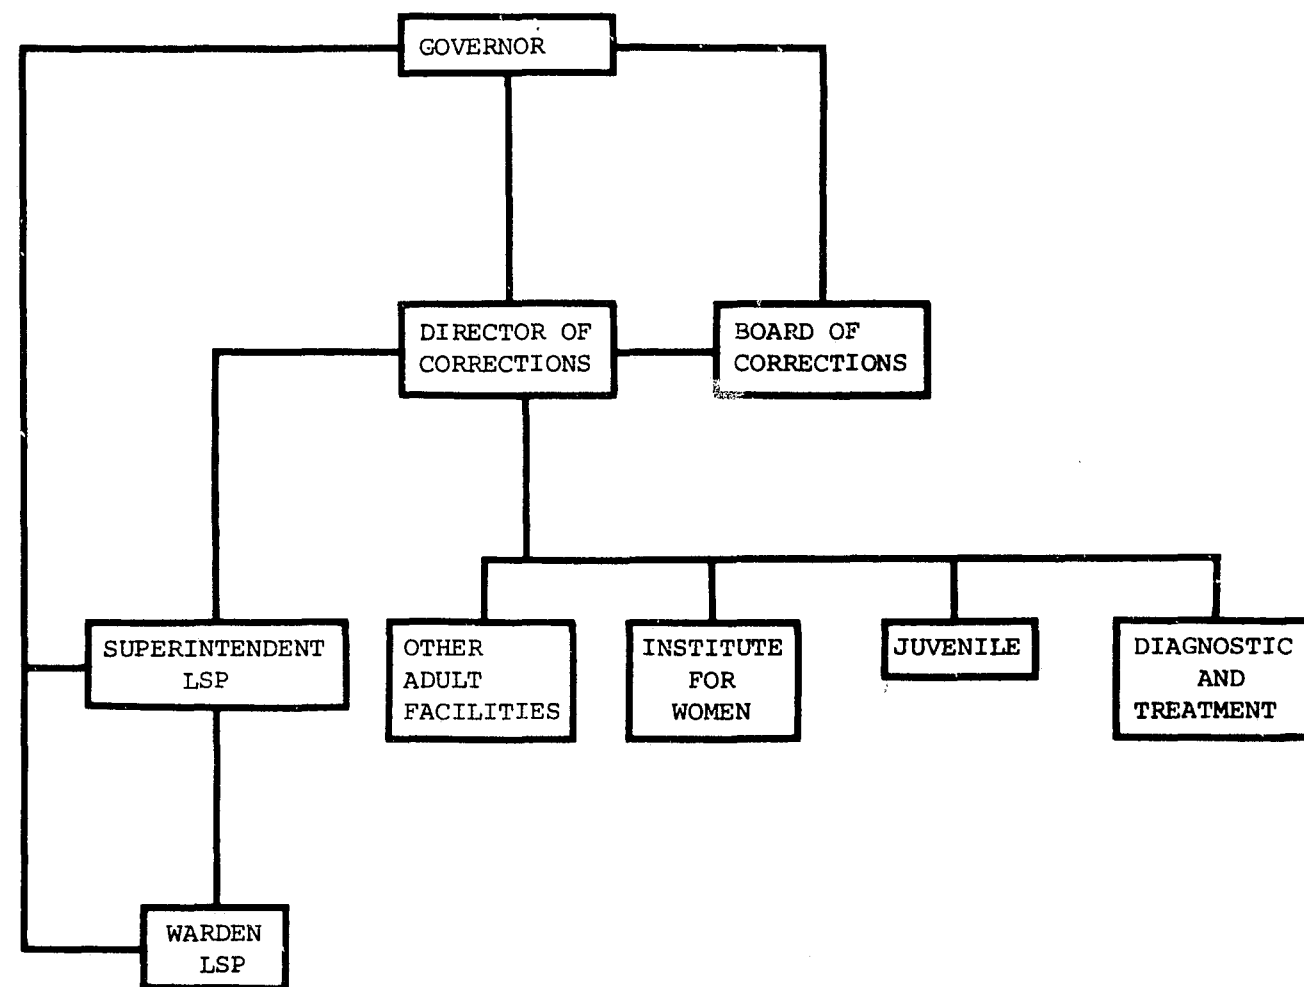 GOVERNOR
DIRECTOR OF
CORRECTIONS
BOARD OF
CORRECTIONS
SUPERINTENDENT
LSP
OTHER
ADULT
FACILITIES
INSTITUTE
FOR
WOMEN
JUVENILE
DIAGNOSTIC
AND
TREATMENT
WARDEN
LSP